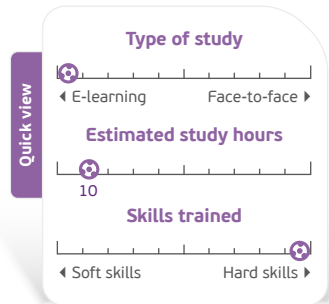 Quick view
Type of study
◂ E-learning Face-to-face ▸
Estimated study hours
10
Skills trained
◂ Soft skills Hard skills ▸